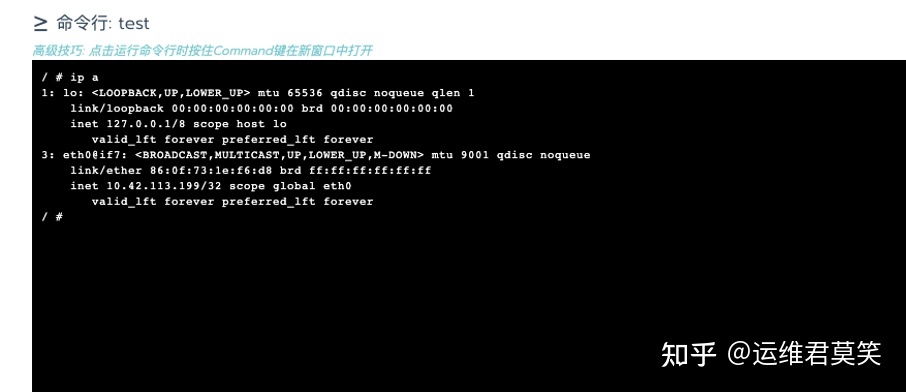 ≥ 命令行: test
高级技巧: 点击运行命令行时按住Command键在新窗口中打开
/ # ip a
1: lo: <LOOPBACK,UP,LOWER_UP> mtu 65536 qdisc noqueue qlen 1
    link/loopback 00:00:00:00:00:00 brd 00:00:00:00:00:00
    inet 127.0.0.1/8 scope host lo
       valid_lft forever preferred_lft forever
3: eth0@if7: <BROADCAST,MULTICAST,UP,LOWER_UP,M-DOWN> mtu 9001 qdisc noqueue
    link/ether 86:0f:73:1e:f6:d8 brd ff:ff:ff:ff:ff:ff
    inet 10.42.113.199/32 scope global eth0
       valid_lft forever preferred_lft forever
/ #
知乎 @运维君莫笑